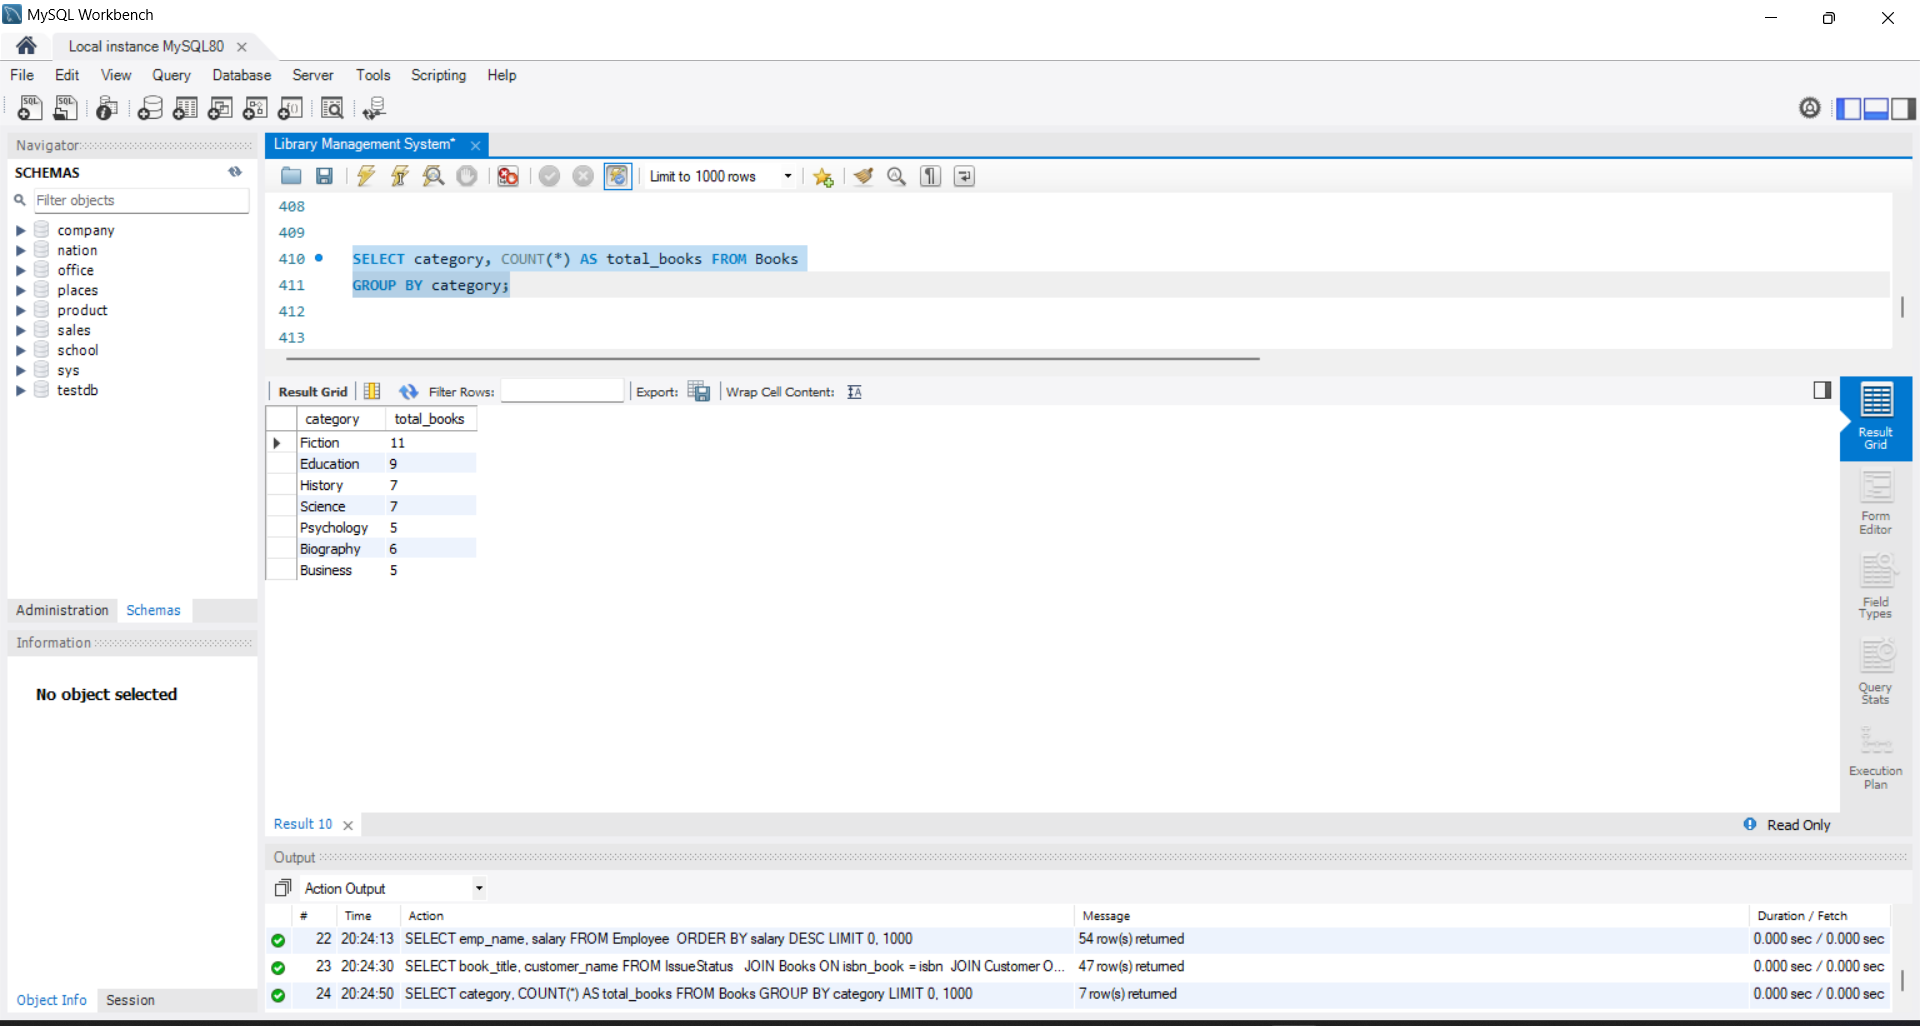 MySQL Workbench
Local instance MySQL80
File Edit View Query Database Server Tools Scripting Help
Navigator
SCHEMAS
Filter objects
company
nation
office
places
product
sales
school
sys
testdb
Administration Schemas
Information
No object selected
Object Info Session
Library Management System*
Limit to 1000 rows
408
409
410 SELECT category, COUNT(*) AS total_books FROM Books
411 GROUP BY category;
412
413
Result Grid Filter Rows: Export: Wrap Cell Content:
category total_books
Fiction 11
Education 9
History 7
Science 7
Psychology 5
Biography 6
Business 5
Result Grid
Form Editor
Field Types
Query Stats
Execution Plan
Result 10 Read Only
Output
Action Output
# Time Action Message Duration / Fetch
22 20:24:13 SELECT emp_name, salary FROM Employee ORDER BY salary DESC LIMIT 0, 1000 54 row(s) returned 0.000 sec / 0.000 sec
23 20:24:30 SELECT book_title, customer_name FROM IssueStatus JOIN Books ON isbn_book = isbn JOIN Customer O... 47 row(s) returned 0.000 sec / 0.000 sec
24 20:24:50 SELECT category, COUNT(*) AS total_books FROM Books GROUP BY category LIMIT 0, 1000 7 row(s) returned 0.000 sec / 0.000 sec